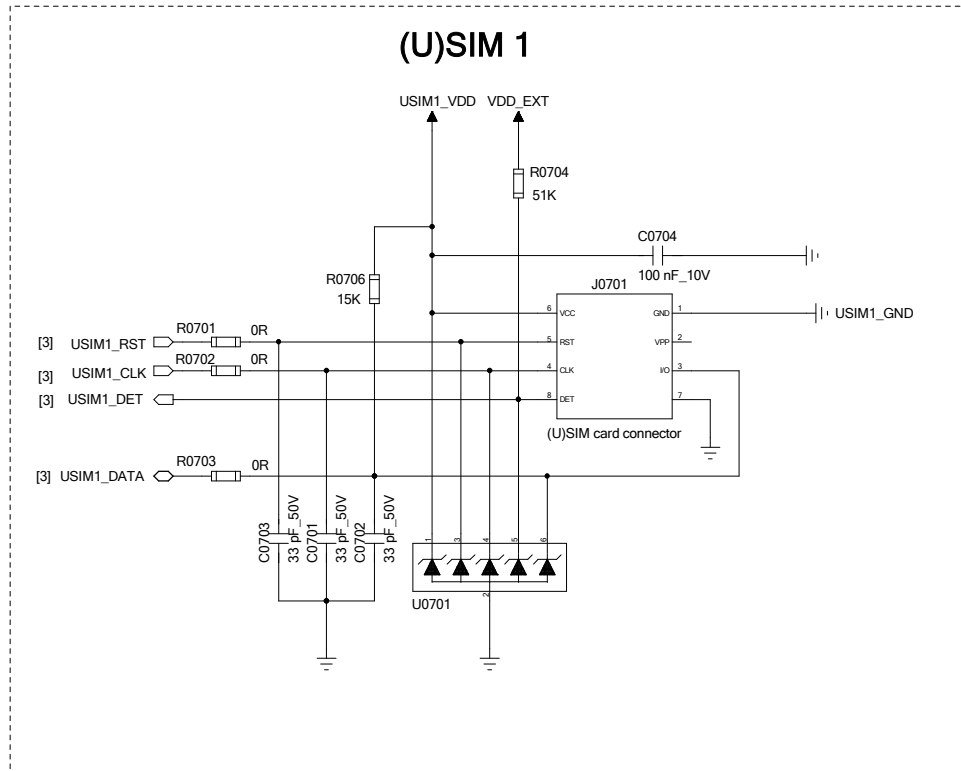 (U)SIM 1
USIM1_VDD VDD_EXT
R0704
51K
C0704
100 nF_10V
R0706
15K
J0701
6 VCC GND 1
USIM1_GND
R0701 0R
[3] USIM1_RST
5 RST VPP 2
R0702 0R
[3] USIM1_CLK
4 CLK I/O 3
[3] USIM1_DET
8 DET 7
(U)SIM card connector
R0703 0R
[3] USIM1_DATA
C0703
33 pF_50V
C0701
33 pF_50V
C0702
33 pF_50V
1 3 4 5 6
2
U0701